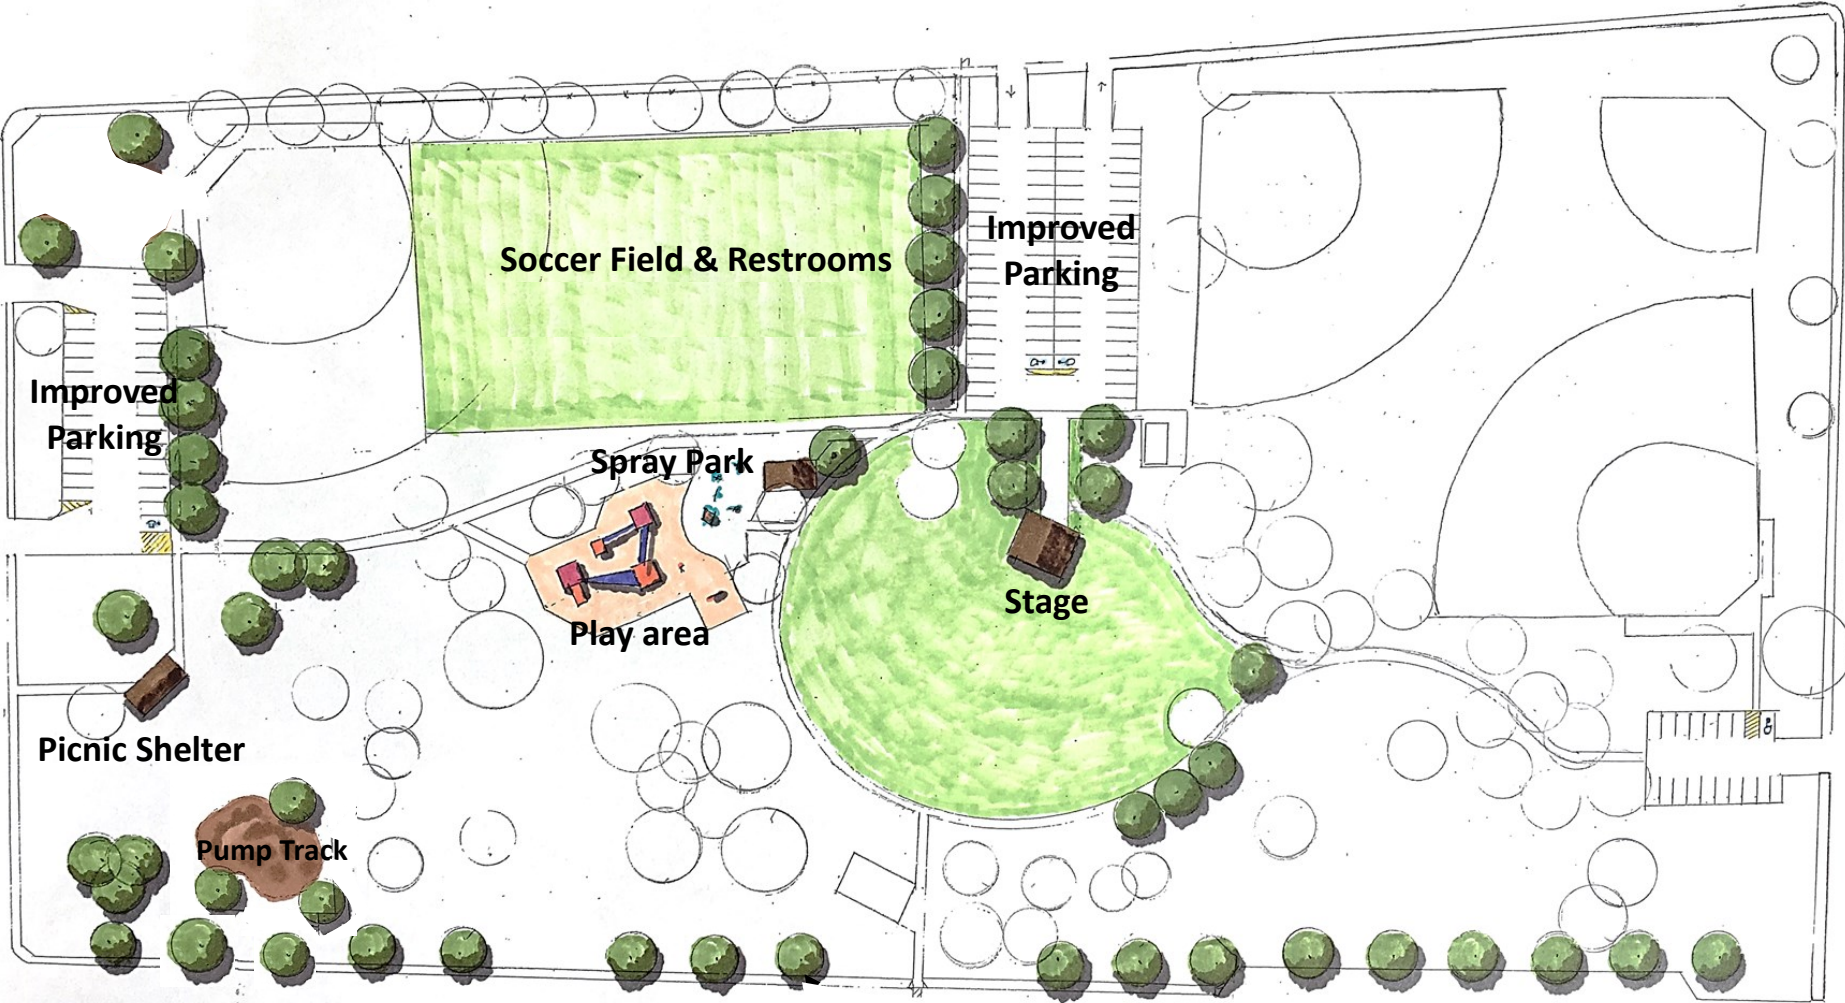 Improved
Parking
Soccer Field & Restrooms
Improved
Parking
Spray Park
Stage
Play area
Picnic Shelter
Pump Track